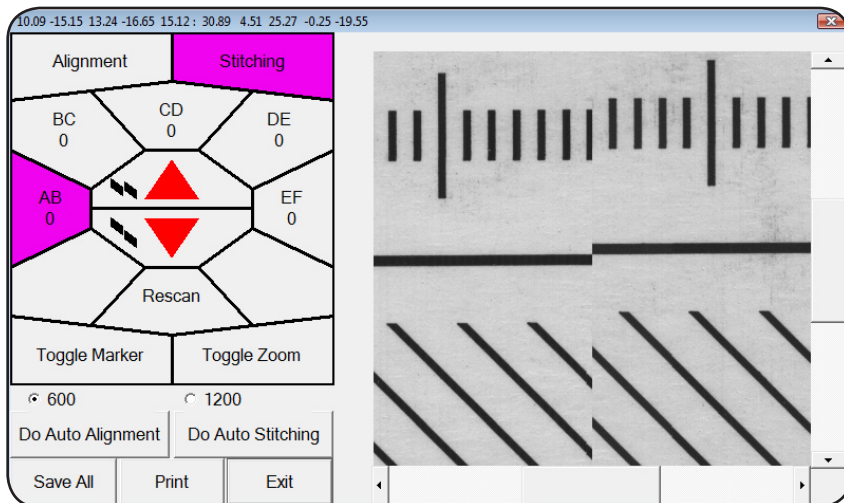 10.09 -15.15 13.24 -16.65 15.12 : 30.89 4.51 25.27 -0.25 -19.55
Alignment Stitching
BC CD DE
0 0 0
AB EF
0 0
Rescan
Toggle Marker Toggle Zoom
600 1200
Do Auto Alignment Do Auto Stitching
Save All Print Exit